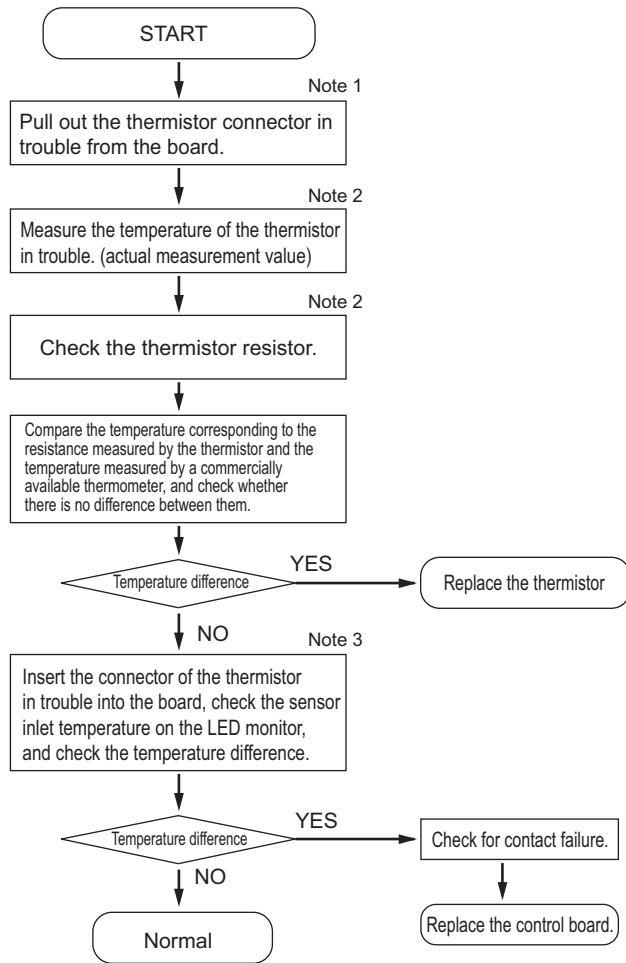 START
Note 1
Pull out the thermistor connector in
trouble from the board.
Note 2
Measure the temperature of the thermistor
in trouble. (actual measurement value)
Note 2
Check the thermistor resistor.
Compare the temperature corresponding to the
resistance measured by the thermistor and the
temperature measured by a commercially
available thermometer, and check whether
there is no difference between them.
Temperature difference
YES
Replace the thermistor
NO
Note 3
Insert the connector of the thermistor
in trouble into the board, check the sensor
inlet temperature on the LED monitor,
and check the temperature difference.
Temperature difference
YES
Check for contact failure.
NO
Normal
Replace the control board.